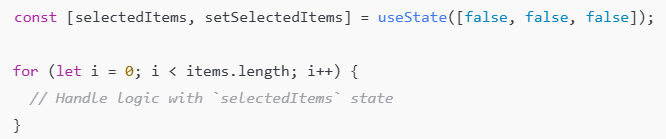 const [selectedItems, setSelectedItems] = useState([false, false, false]);
for (let i = 0; i < items.length; i++) {
// Handle logic with `selectedItems` state
}